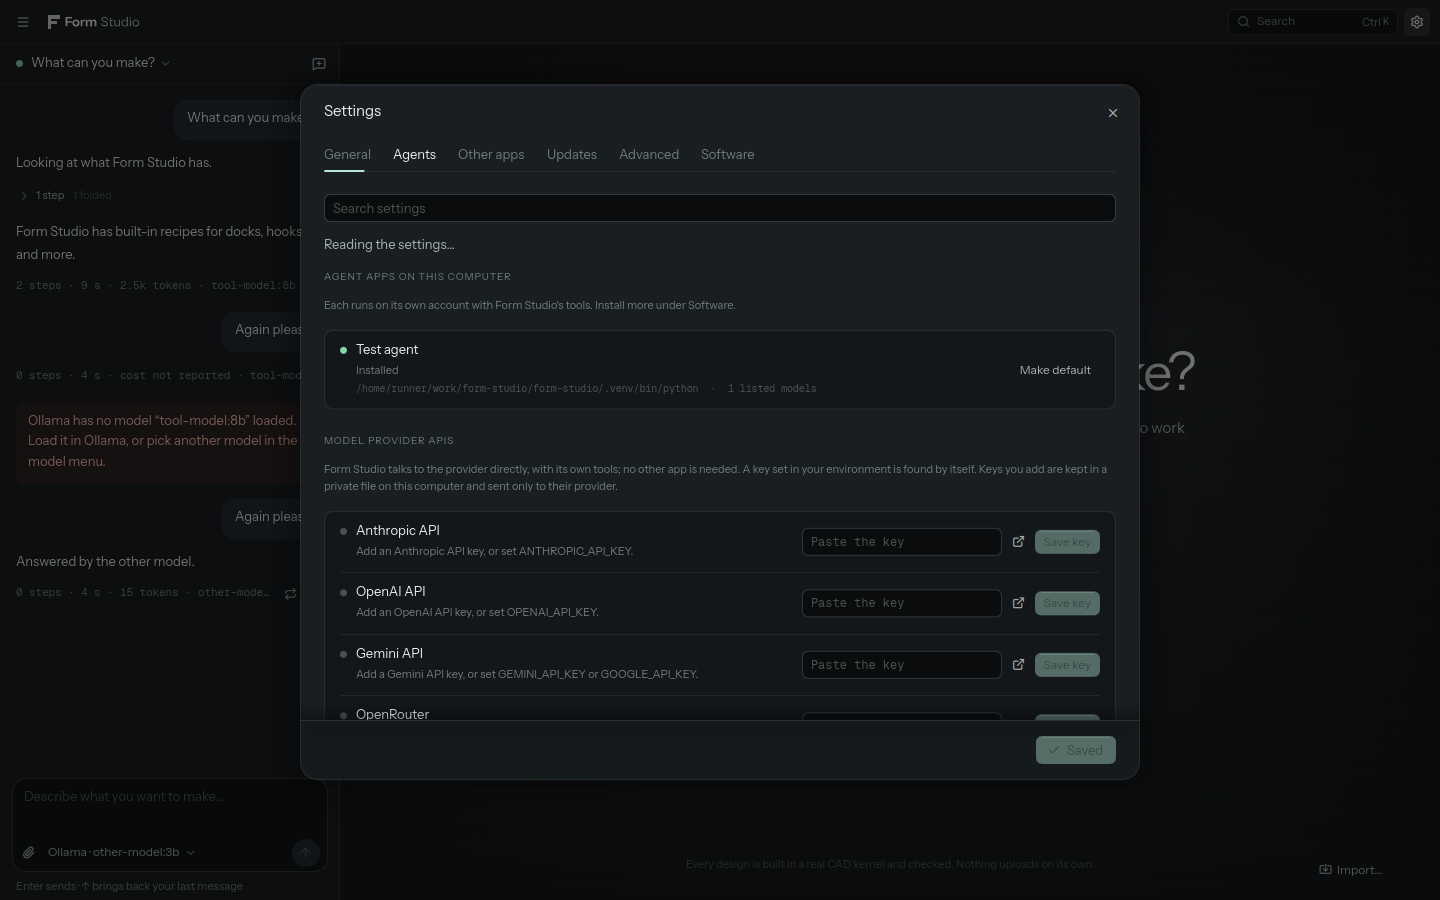 Form Studio
Search
Ctrl K
What can you make?
What can you make
Looking at what Form Studio has.
1 step 1 folded
Form Studio has built-in recipes for docks, hooks
and more.
2 steps · 9 s · 2.5k tokens · tool-model:8b
Again pleas
0 steps · 4 s · cost not reported · tool-mod
Ollama has no model “tool-model:8b” loaded.
Load it in Ollama, or pick another model in the
model menu.
Again pleas
Answered by the other model.
0 steps · 4 s · 15 tokens · other-mode…
Describe what you want to make…
Ollama · other-model:3b
Enter sends · ↑ brings back your last message
Settings
General
Agents
Other apps
Updates
Advanced
Software
Search settings
Reading the settings…
AGENT APPS ON THIS COMPUTER
Each runs on its own account with Form Studio's tools. Install more under Software.
Test agent
Installed
/home/runner/work/form-studio/form-studio/.venv/bin/python · 1 listed models
Make default
MODEL PROVIDER APIS
Form Studio talks to the provider directly, with its own tools; no other app is needed. A key set in your environment is found by itself. Keys you add are kept in a
private file on this computer and sent only to their provider.
Anthropic API
Add an Anthropic API key, or set ANTHROPIC_API_KEY.
Paste the key
Save key
OpenAI API
Add an OpenAI API key, or set OPENAI_API_KEY.
Paste the key
Save key
Gemini API
Add a Gemini API key, or set GEMINI_API_KEY or GOOGLE_API_KEY.
Paste the key
Save key
OpenRouter
Saved
ke?
o work
Every design is built in a real CAD kernel and checked. Nothing uploads on its own.
Import…